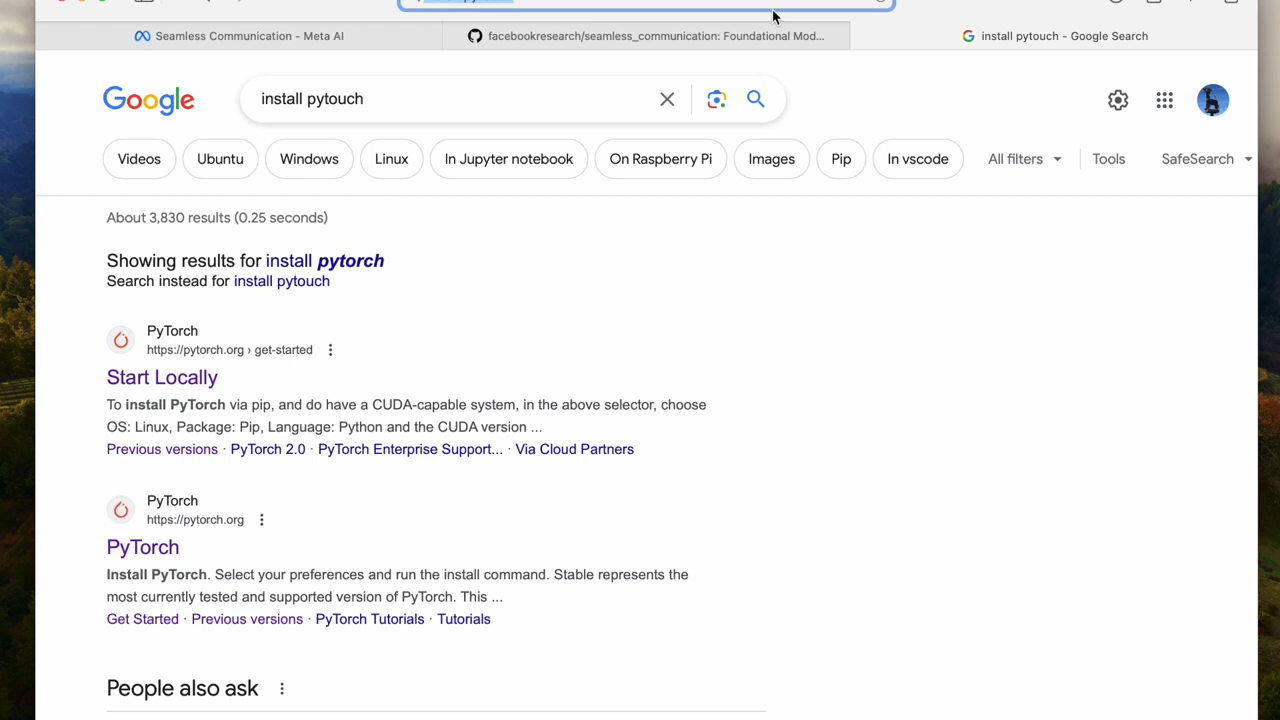 Seamless Communication - Meta AI
facebookresearch/seamless_communication: Foundational Mod...
install pytouch - Google Search
Google
install pytouch
Videos
Ubuntu
Windows
Linux
In Jupyter notebook
On Raspberry Pi
Images
Pip
In vscode
All filters
Tools
SafeSearch
About 3,830 results (0.25 seconds)
Showing results for install pytorch
Search instead for install pytouch
PyTorch
https://pytorch.org › get-started
Start Locally
To install PyTorch via pip, and do have a CUDA-capable system, in the above selector, choose
OS: Linux, Package: Pip, Language: Python and the CUDA version ...
Previous versions · PyTorch 2.0 · PyTorch Enterprise Support... · Via Cloud Partners
PyTorch
https://pytorch.org
PyTorch
Install PyTorch. Select your preferences and run the install command. Stable represents the
most currently tested and supported version of PyTorch. This ...
Get Started · Previous versions · PyTorch Tutorials · Tutorials
People also ask